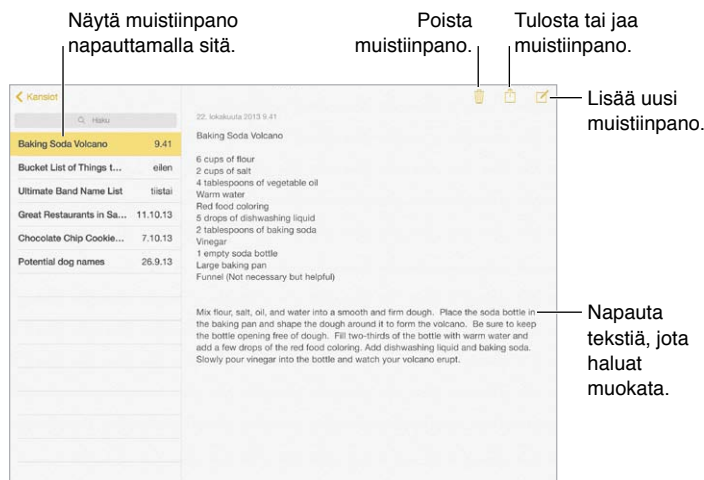 Näytä muistiinpano
napauttamalla sitä.
Poista
muistiinpano.
Tulosta tai jaa
muistiinpano.
Lisää uusi
muistiinpano.
Kansiot
Haku
Baking Soda Volcano 9.41
Bucket List of Things t... eilen
Ultimate Band Name List tiistai
Great Restaurants in Sa... 11.10.13
Chocolate Chip Cookie... 7.10.13
Potential dog names 26.9.13
22. lokakuuta 2013 9.41
Baking Soda Volcano
6 cups of flour
2 cups of salt
4 tablespoons of vegetable oil
Warm water
Red food coloring
5 drops of dishwashing liquid
2 tablespoons of baking soda
Vinegar
1 empty soda bottle
Large baking pan
Funnel (Not necessary but helpful)
Mix flour, salt, oil, and water into a smooth and firm dough. Place the soda bottle in
the baking pan and shape the dough around it to form the volcano. Be sure to keep
the bottle opening free of dough. Fill two-thirds of the bottle with warm water and
add a few drops of the red food coloring. Add dishwashing liquid and baking soda.
Slowly pour vinegar into the bottle and watch your volcano erupt.
Napauta
tekstiä, jota
haluat
muokata.